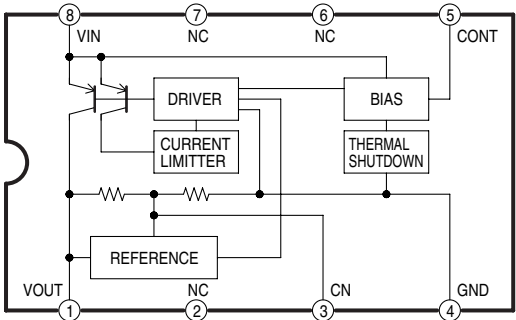 8 7 6 5
VIN NC NC CONT
DRIVER BIAS
CURRENT
LIMITTER
THERMAL
SHUTDOWN
REFERENCE
VOUT NC CN GND
1 2 3 4